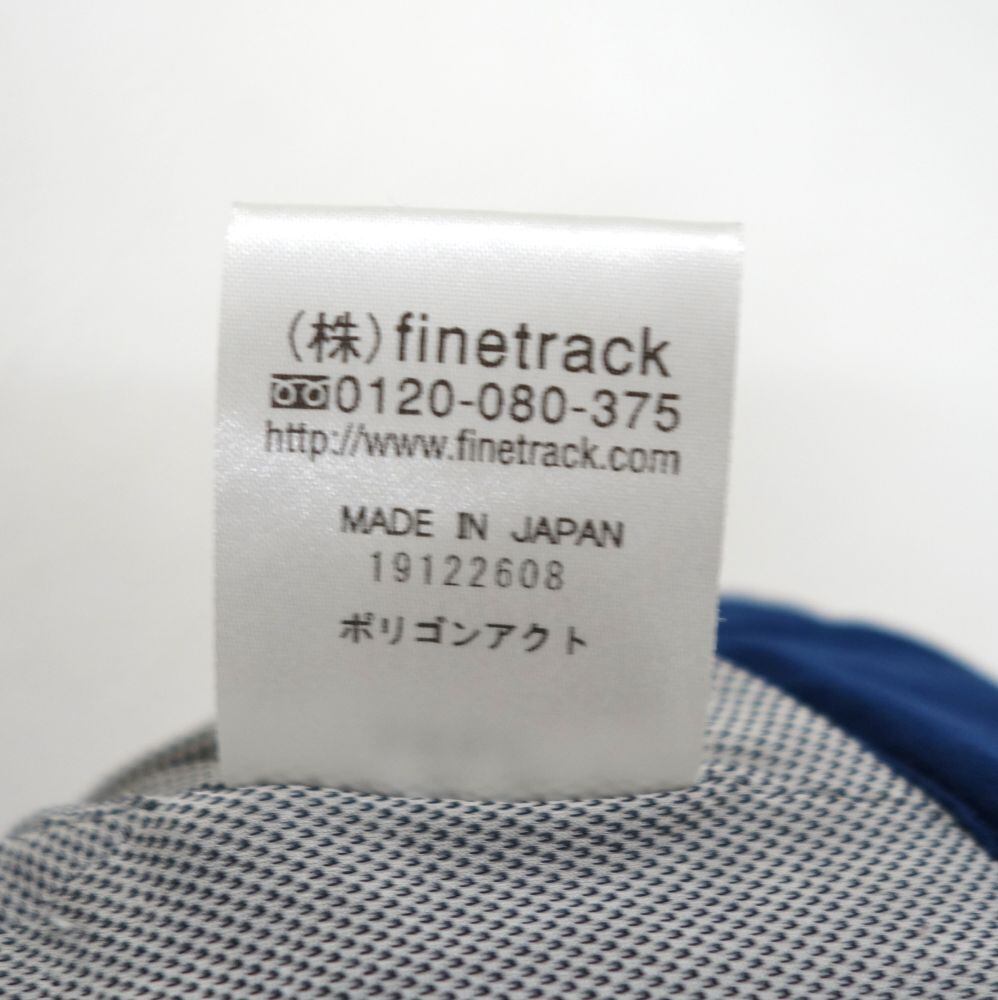 (株)finetrack
0120-080-375
http://www.finetrack.com
MADE IN JAPAN
19122608
ポリゴンアクト